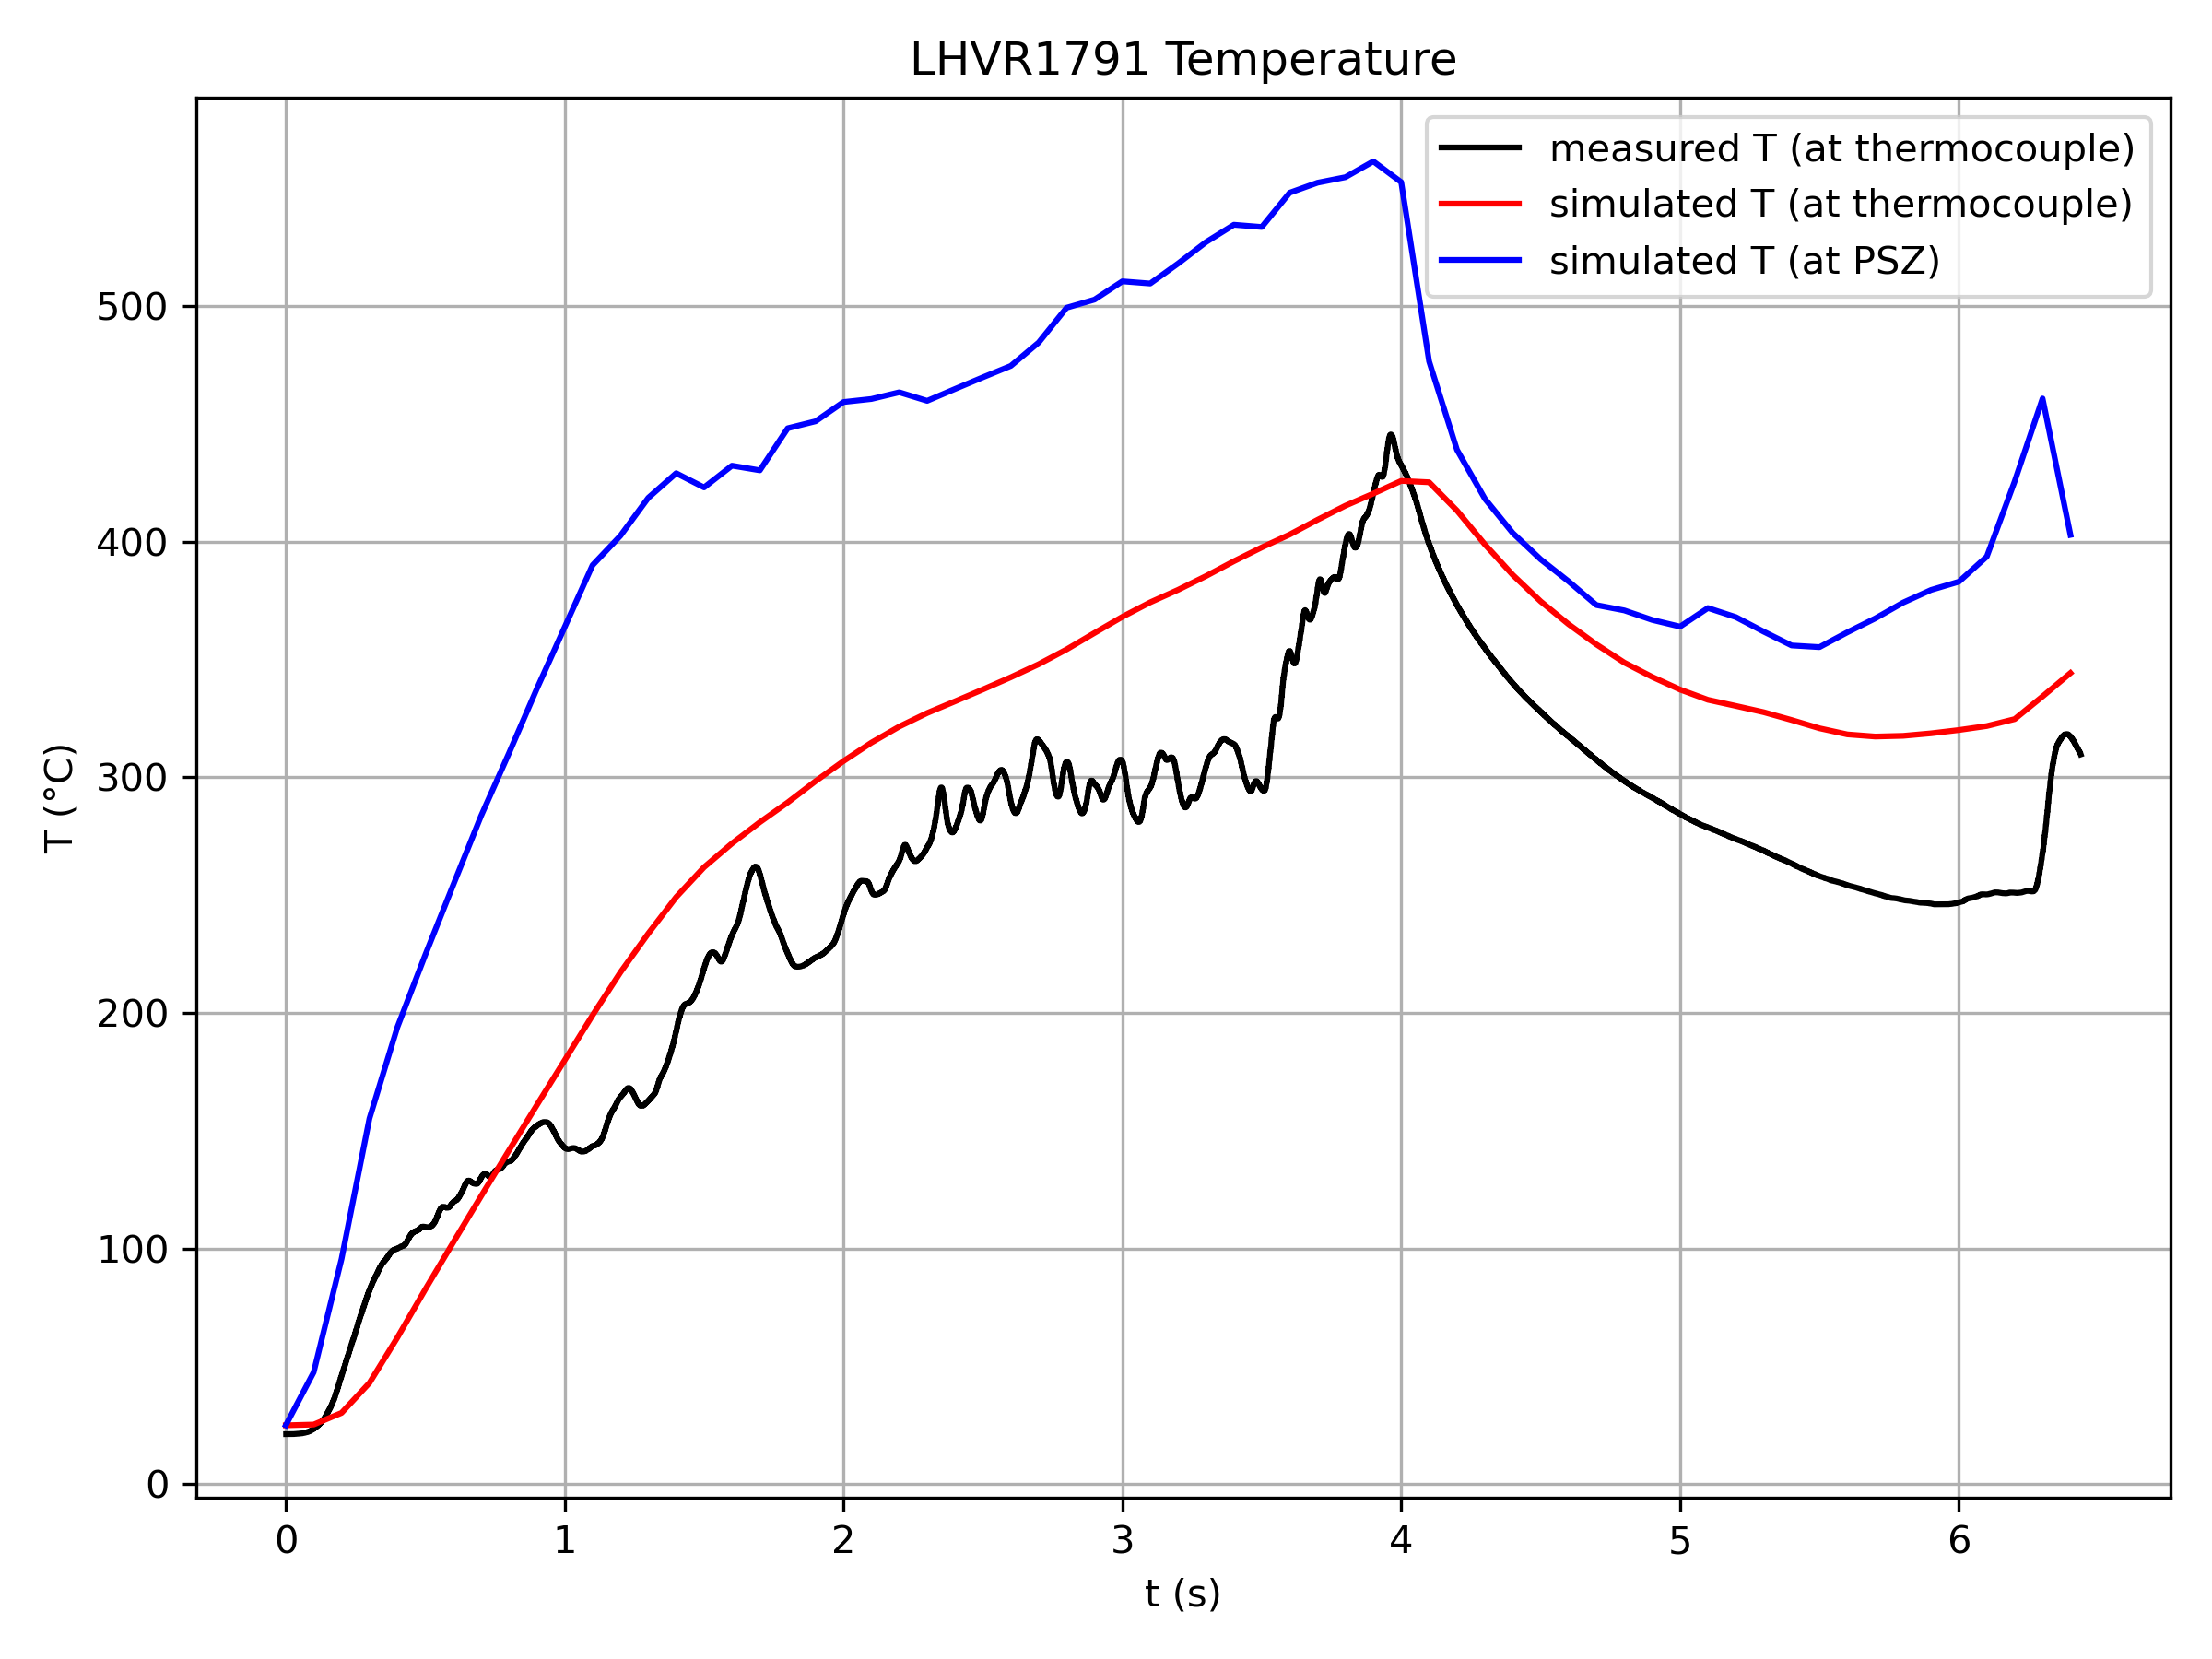 LHVR1791 Temperature
measured T (at thermocouple)
simulated T (at thermocouple)
simulated T (at PSZ)
T (°C)
500
400
300
200
100
0
0 1 2 3 4 5 6
t (s)